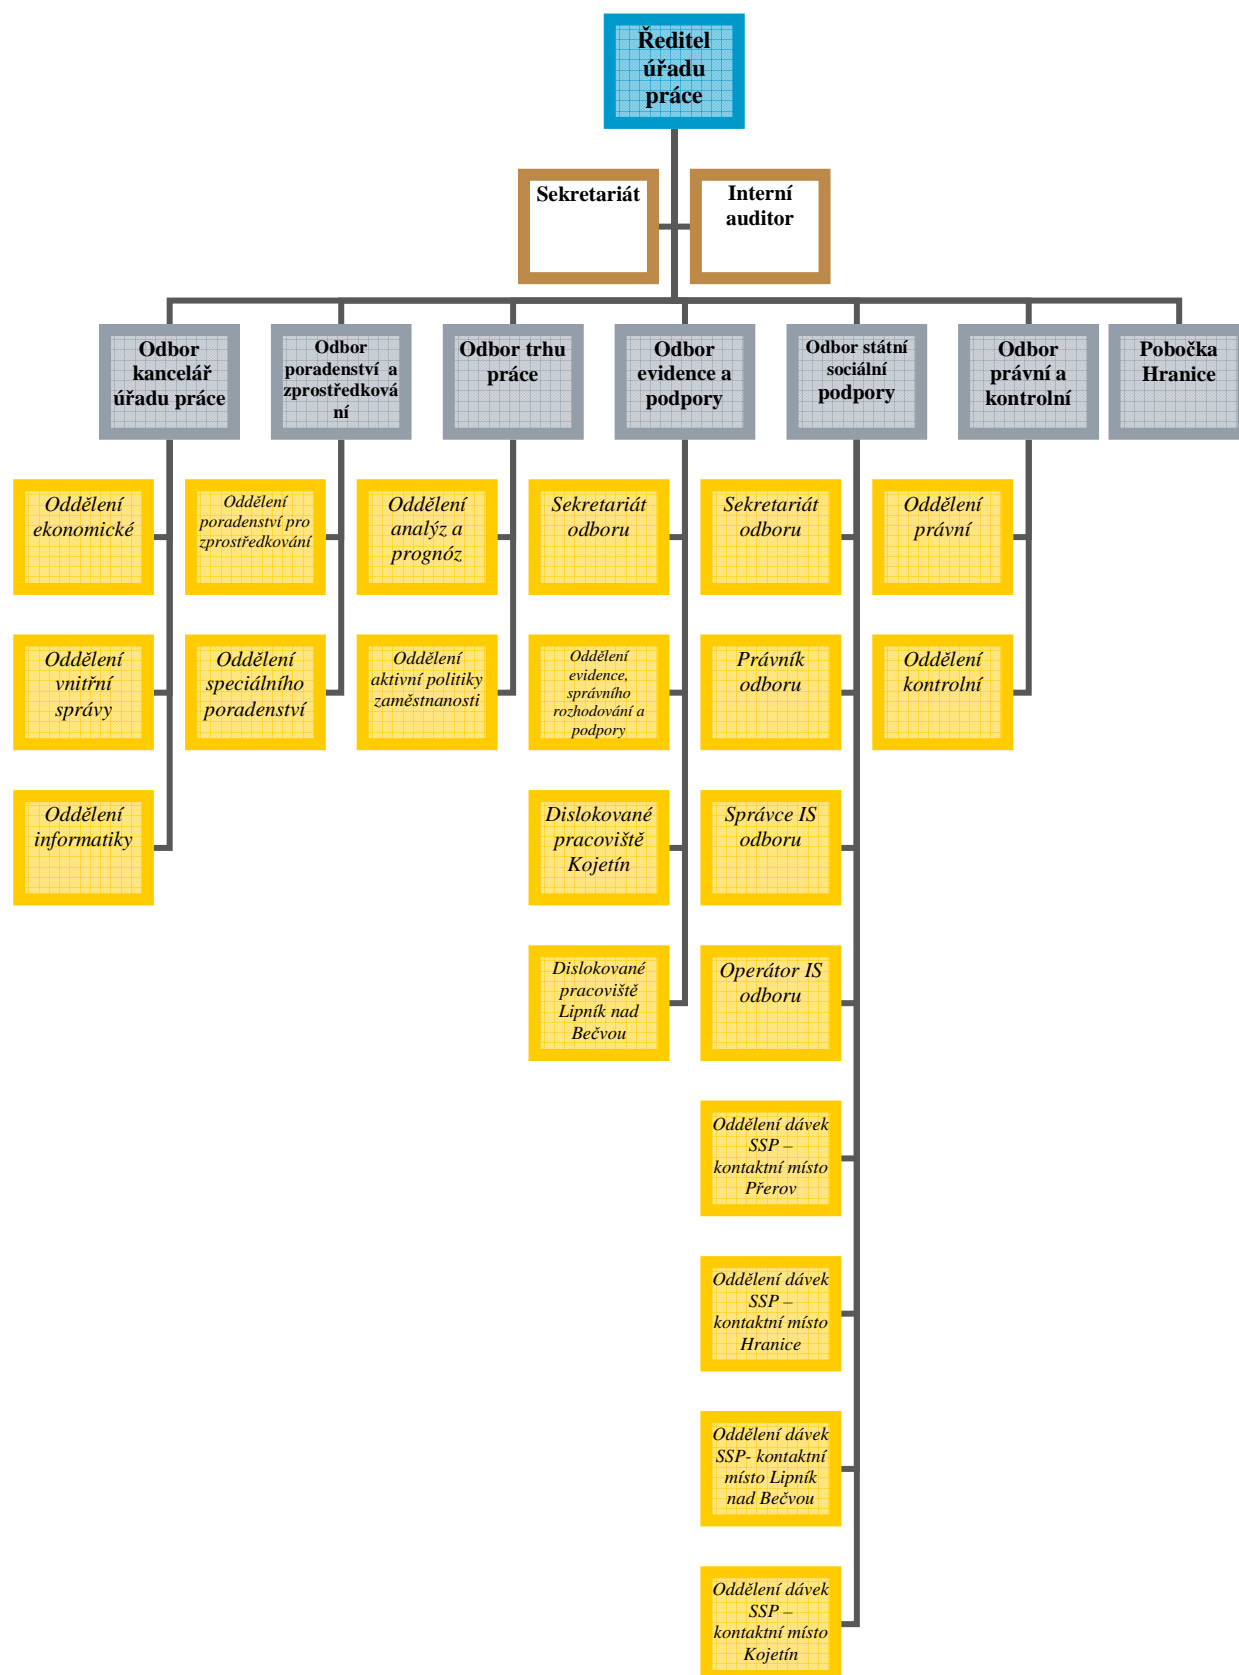 Ředitel
úřadu
práce
Sekretariát
Interní
auditor
Odbor
kancelář
úřadu práce
Odbor
poradenství a
zprostředková
ní
Odbor trhu
práce
Odbor
evidence a
podpory
Odbor státní
sociální
podpory
Odbor
právní a
kontrolní
Pobočka
Hranice
Oddělení
ekonomické
Oddělení
poradenství pro
zprostředkování
Oddělení
analýz a
prognóz
Sekretariát
odboru
Sekretariát
odboru
Oddělení
právní
Oddělení
vnitřní
správy
Oddělení
speciálního
poradenství
Oddělení
aktivní politiky
zaměstnanosti
Oddělení
evidence,
správního
rozhodování a
podpory
Právník
odboru
Oddělení
kontrolní
Oddělení
informatiky
Dislokované
pracoviště
Kojetín
Správce IS
odboru
Dislokované
pracoviště
Lipník nad
Bečvou
Operátor IS
odboru
Oddělení dávek
SSP –
kontaktní místo
Přerov
Oddělení dávek
SSP –
kontaktní místo
Hranice
Oddělení dávek
SSP- kontaktní
místo Lipník
nad Bečvou
Oddělení dávek
SSP –
kontaktní místo
Kojetín